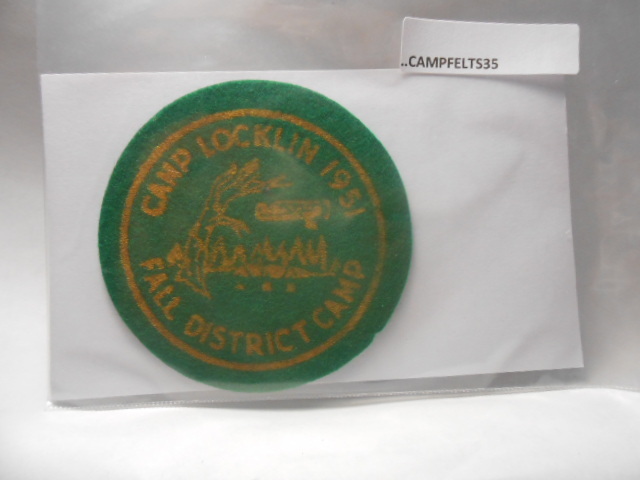 ..CAMPFELTS35
CAMP LOCKLIN 1951
FALL DISTRICT CAMP